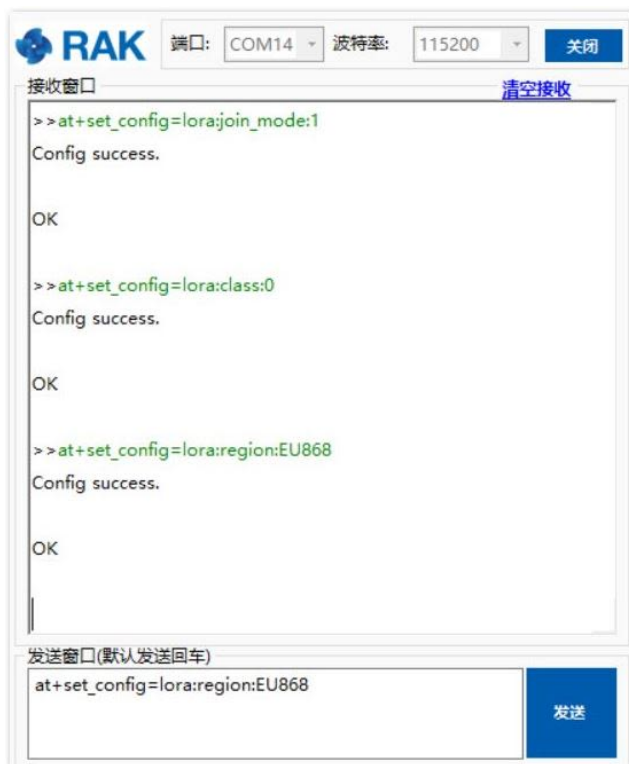 RAK 端口: COM14 波特率: 115200 关闭
接收窗口 清空接收
>>at+set_config=lora:join_mode:1
Config success.
OK
>>at+set_config=lora:class:0
Config success.
OK
>>at+set_config=lora:region:EU868
Config success.
OK
发送窗口(默认发送回车)
at+set_config=lora:region:EU868
发送